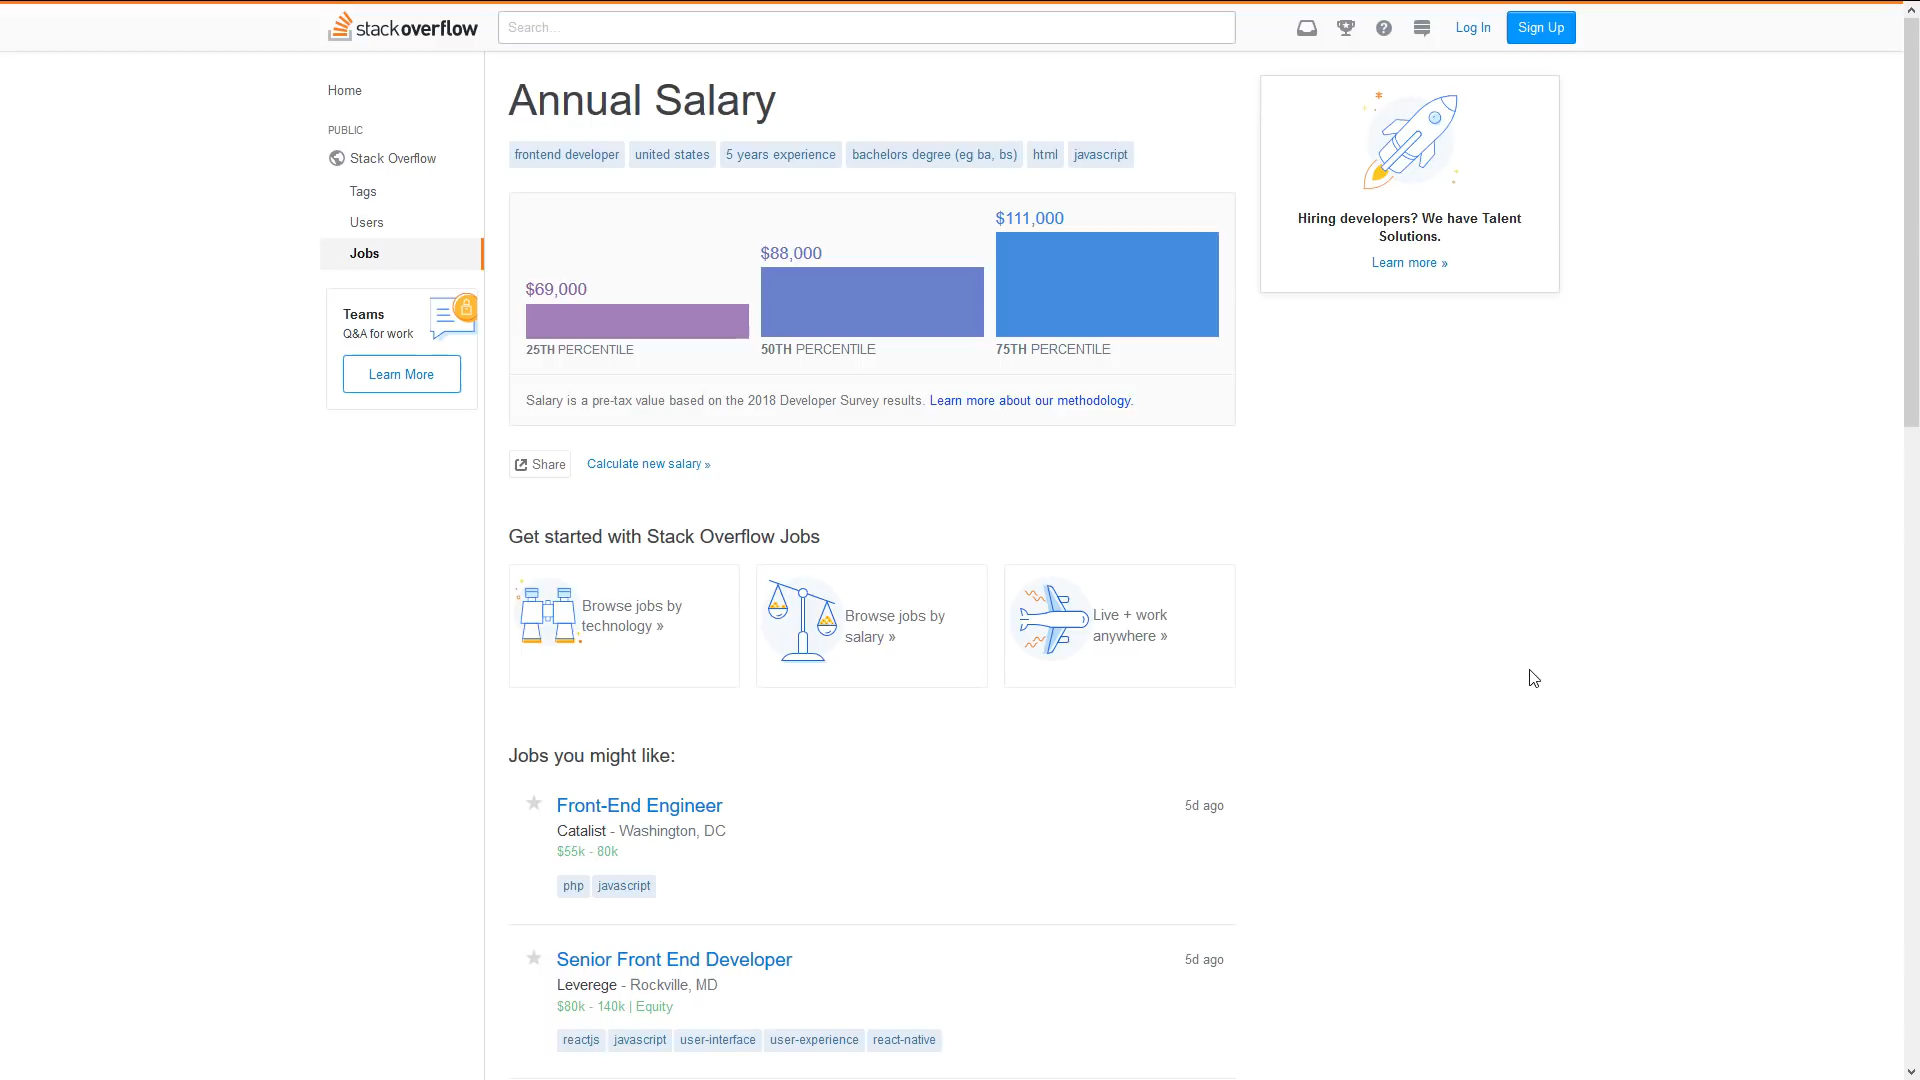 stackoverflow
Search...
Log In
Sign Up
Home
PUBLIC
Stack Overflow
Tags
Users
Jobs
Teams
Q&A for work
Learn More
Annual Salary
frontend developer united states 5 years experience bachelors degree (eg ba, bs) html javascript
$69,000
25TH PERCENTILE
$88,000
50TH PERCENTILE
$111,000
75TH PERCENTILE
Salary is a pre-tax value based on the 2018 Developer Survey results. Learn more about our methodology.
Share
Calculate new salary »
Get started with Stack Overflow Jobs
Browse jobs by
technology »
Browse jobs by
salary »
Live + work
anywhere »
Jobs you might like:
Front-End Engineer
5d ago
Catalist - Washington, DC
$55k - 80k
php javascript
Senior Front End Developer
5d ago
Leverege - Rockville, MD
$80k - 140k | Equity
reactjs javascript user-interface user-experience react-native
Hiring developers? We have Talent
Solutions.
Learn more »